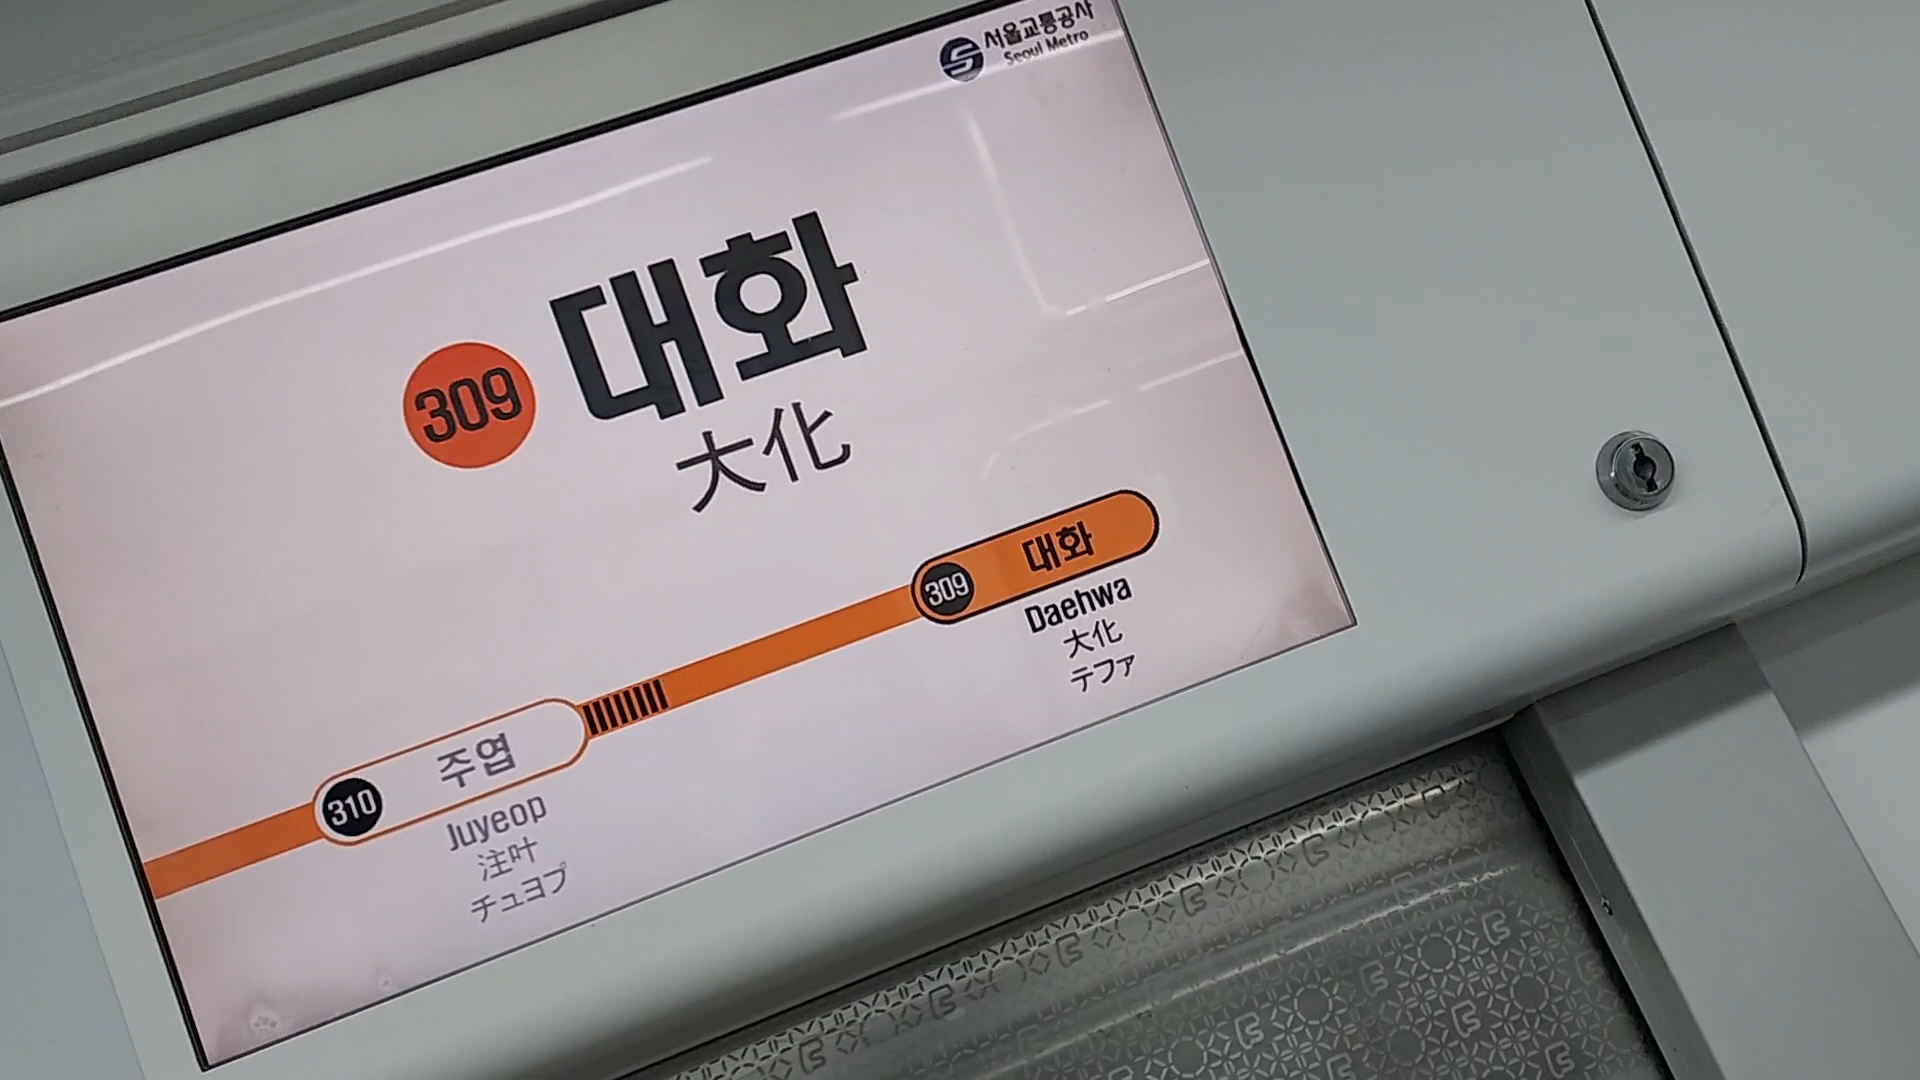 서울교통공사
Seoul Metro
309 대화
大化
309 대화
Daehwa
大化
テファ
310 주엽
Juyeop
注叶
チュヨプ